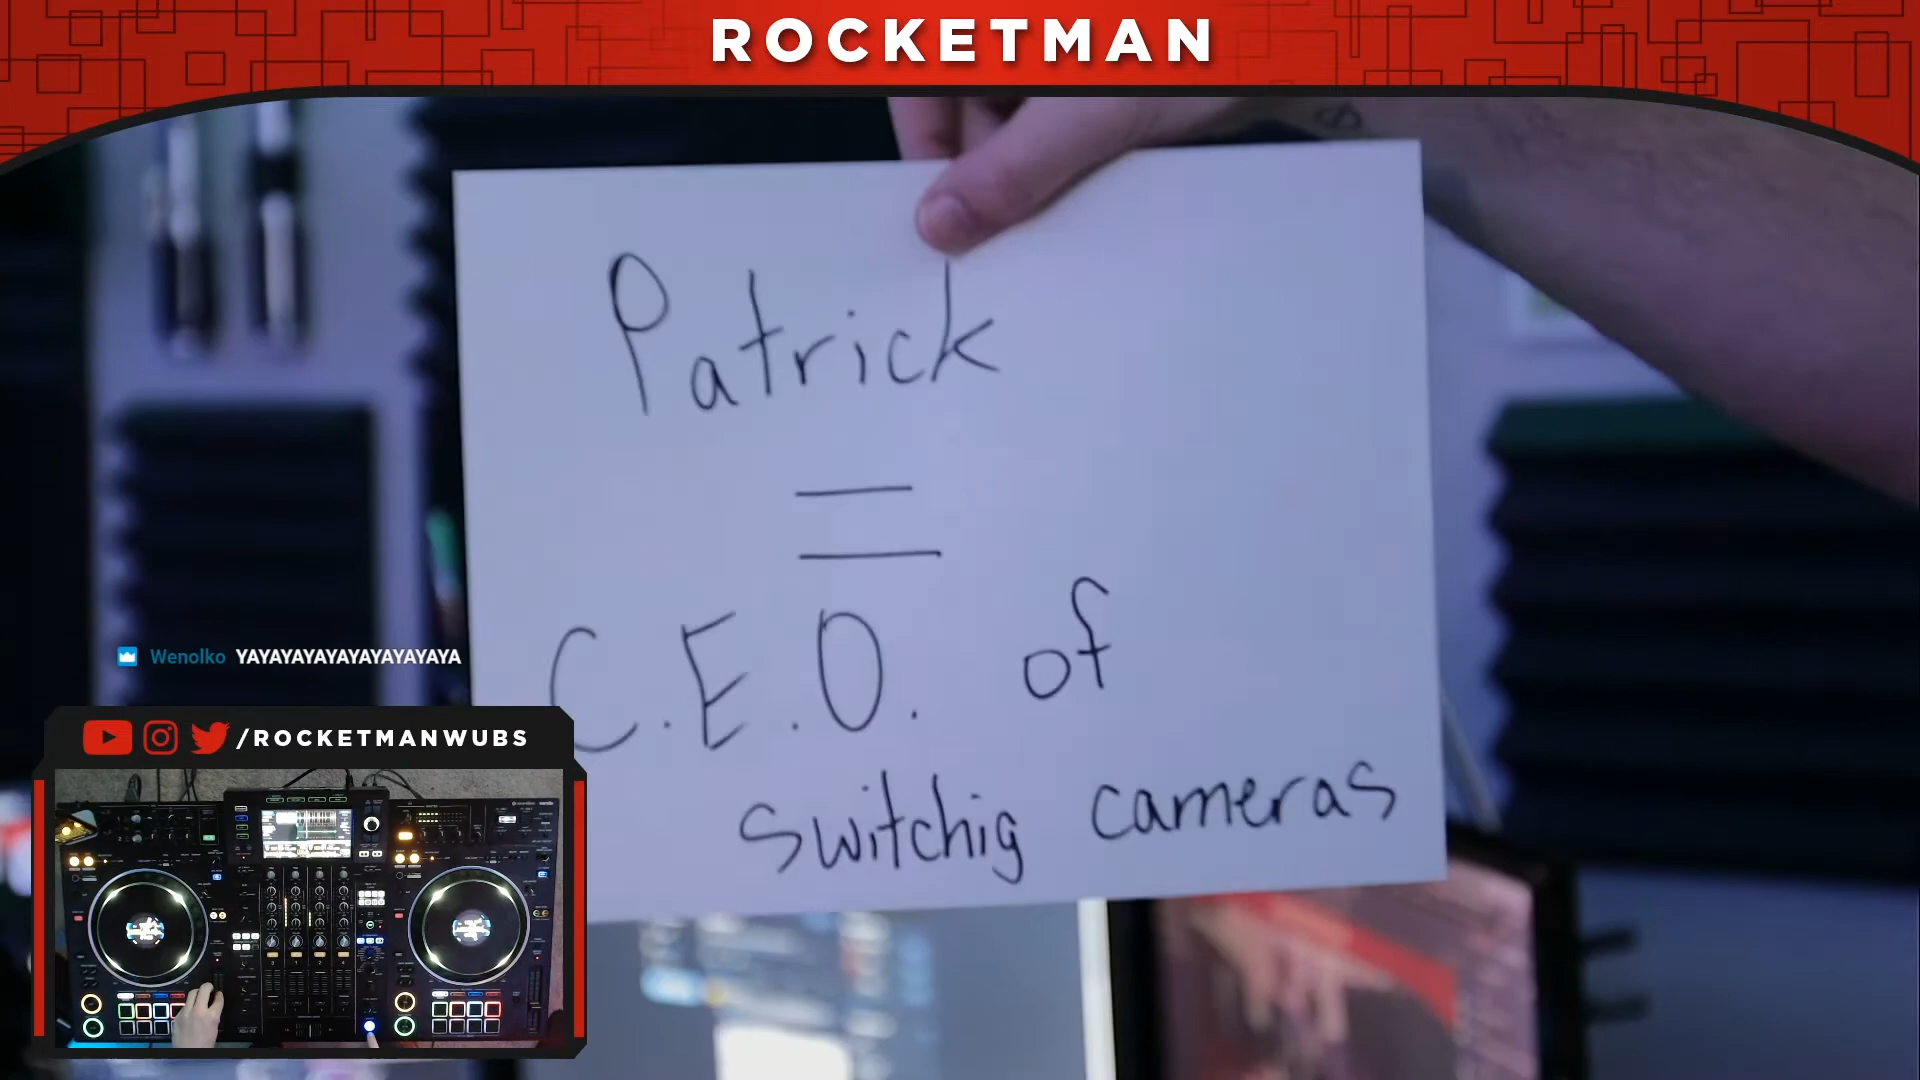 ROCKETMAN
Patrick
=
C.E.O. of
switchig cameras
Wenolko YAYAYAYAYAYAYAYAYAYA
/ROCKETMANWUBS